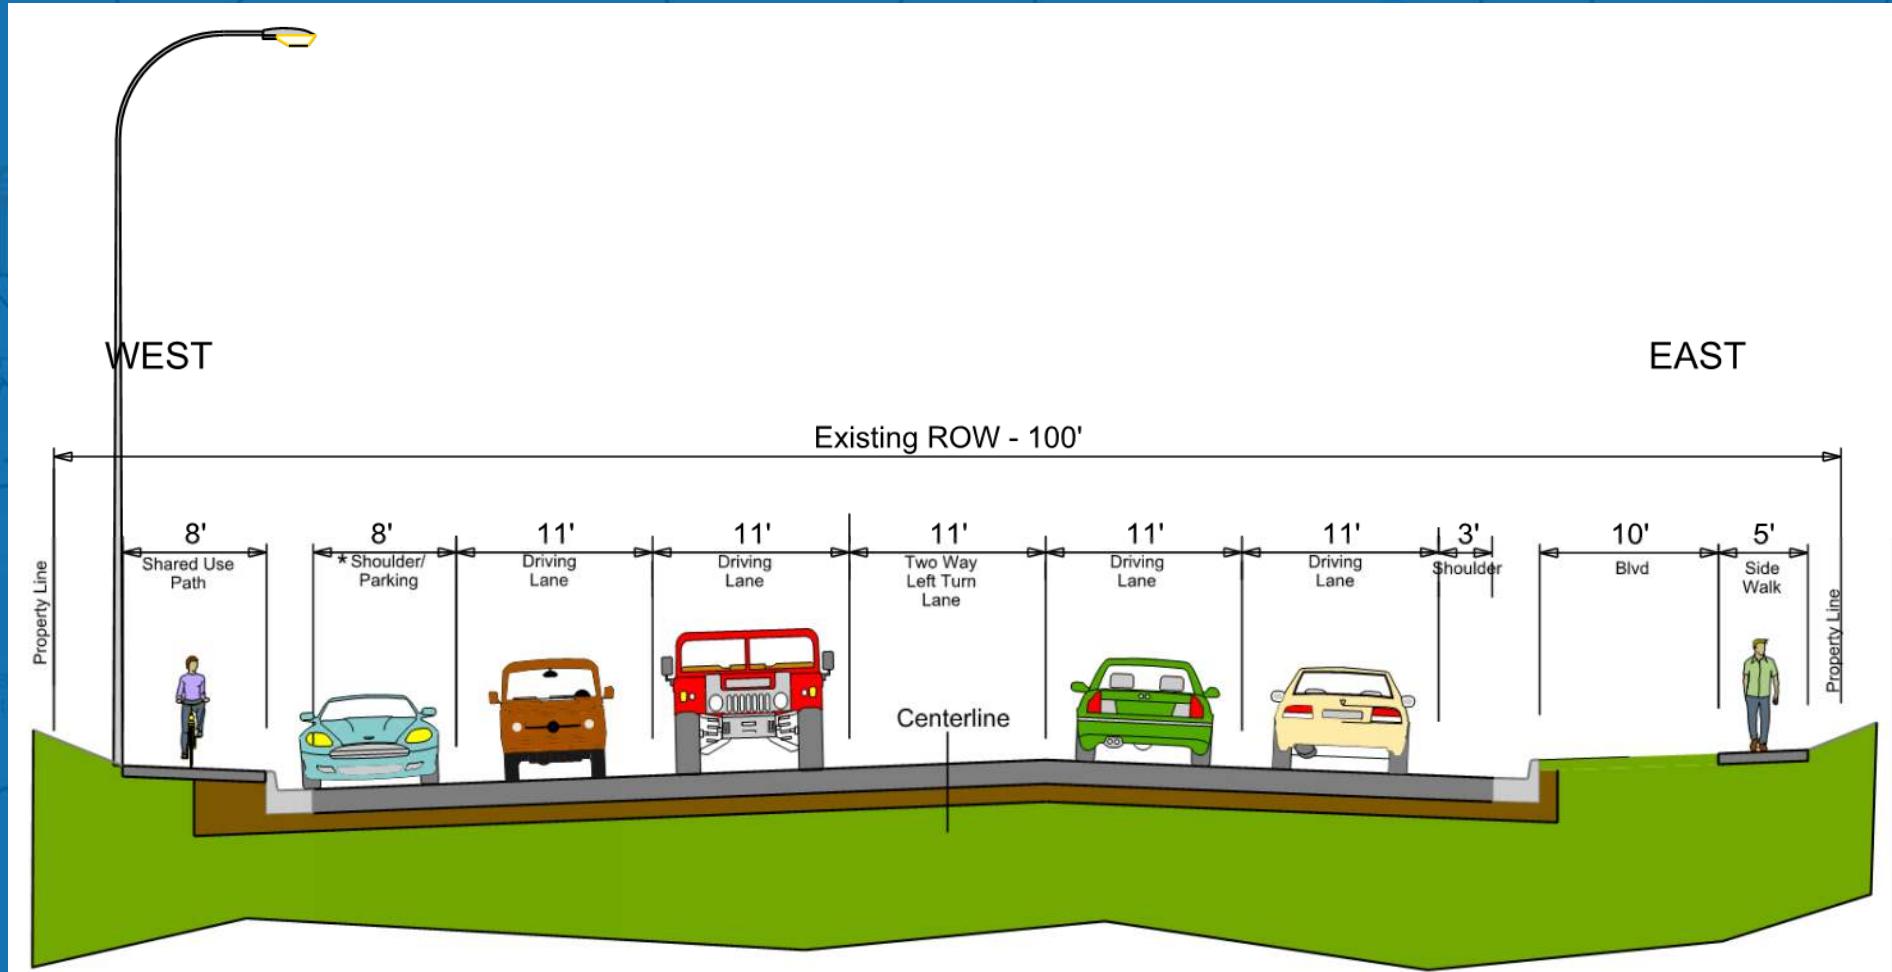 WEST
EAST
Existing ROW - 100'
8'
Shared Use
Path
8'
* Shoulder/
Parking
11'
Driving
Lane
11'
Driving
Lane
11'
Two Way
Left Turn
Lane
11'
Driving
Lane
11'
Driving
Lane
3'
Shoulder
10'
Blvd
5'
Side
Walk
Property Line
Property Line
Centerline